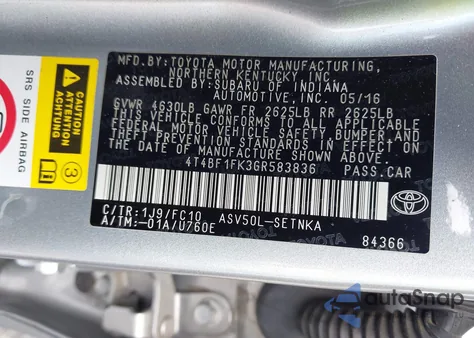 MFD. BY: TOYOTA MOTOR MANUFACTURING,
NORTHERN KENTUCKY, INC.
ASSEMBLED BY: SUBARU OF INDIANA
AUTOMOTIVE, INC. 05/16
GVWR 4630LB GAWR FR 2625LB RR 2625LB
THIS VEHICLE CONFORMS TO ALL APPLICABLE
FEDERAL MOTOR VEHICLE SAFETY, BUMPER, AND
THEFT PREVENTION STANDARDS IN EFFECT ON
THE DATE OF MANUFACTURE SHOWN ABOVE.
4T4BF1FK3GR583836 PASS.CAR
C/TR: 1J9/FC10 ASV50L-SETNKA
A/TM: -01A/U760E
84366
TOYOTA
SRS SIDE AIRBAG
CAUTION
3
autoSnap